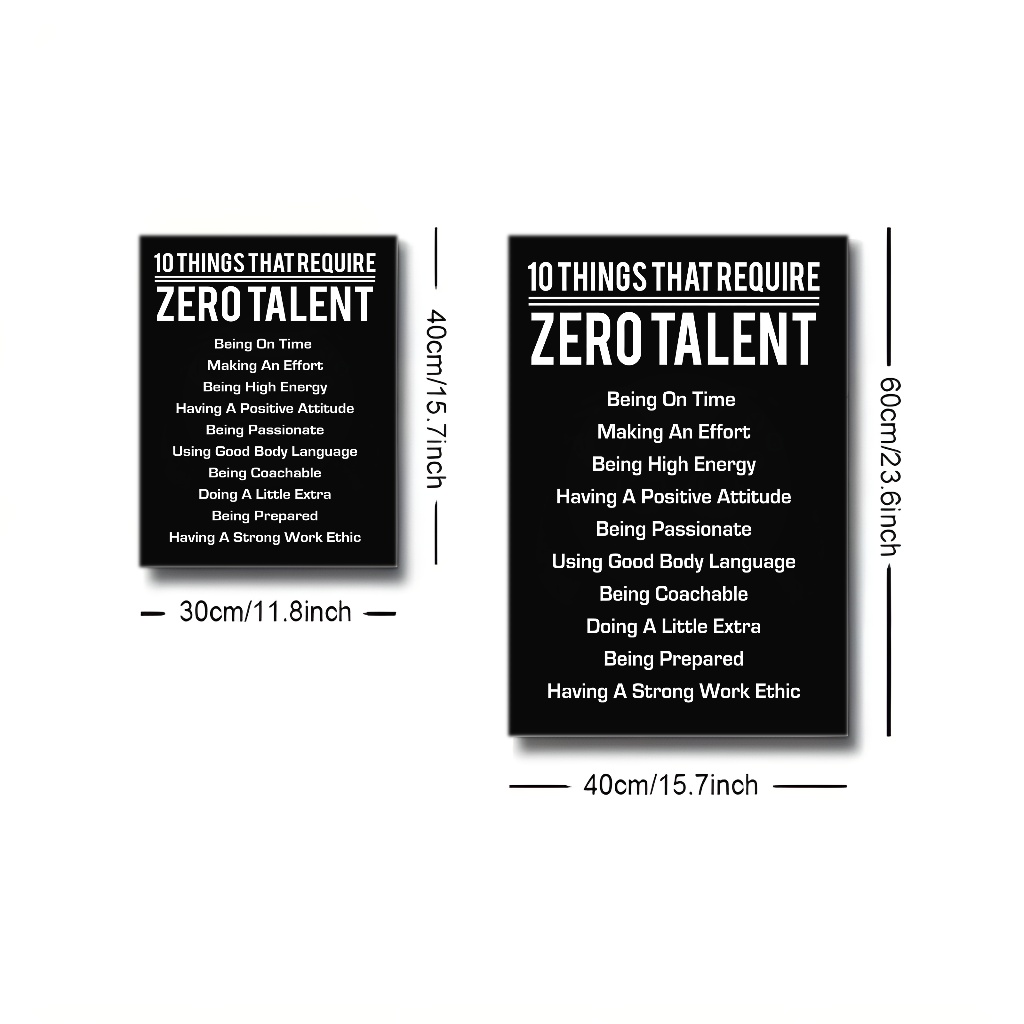 10 THINGS THAT REQUIRE
ZERO TALENT
Being On Time
Making An Effort
Being High Energy
Having A Positive Attitude
Being Passionate
Using Good Body Language
Being Coachable
Doing A Little Extra
Being Prepared
Having A Strong Work Ethic
40cm/15.7inch
30cm/11.8inch
10 THINGS THAT REQUIRE
ZERO TALENT
Being On Time
Making An Effort
Being High Energy
Having A Positive Attitude
Being Passionate
Using Good Body Language
Being Coachable
Doing A Little Extra
Being Prepared
Having A Strong Work Ethic
60cm/23.6inch
40cm/15.7inch